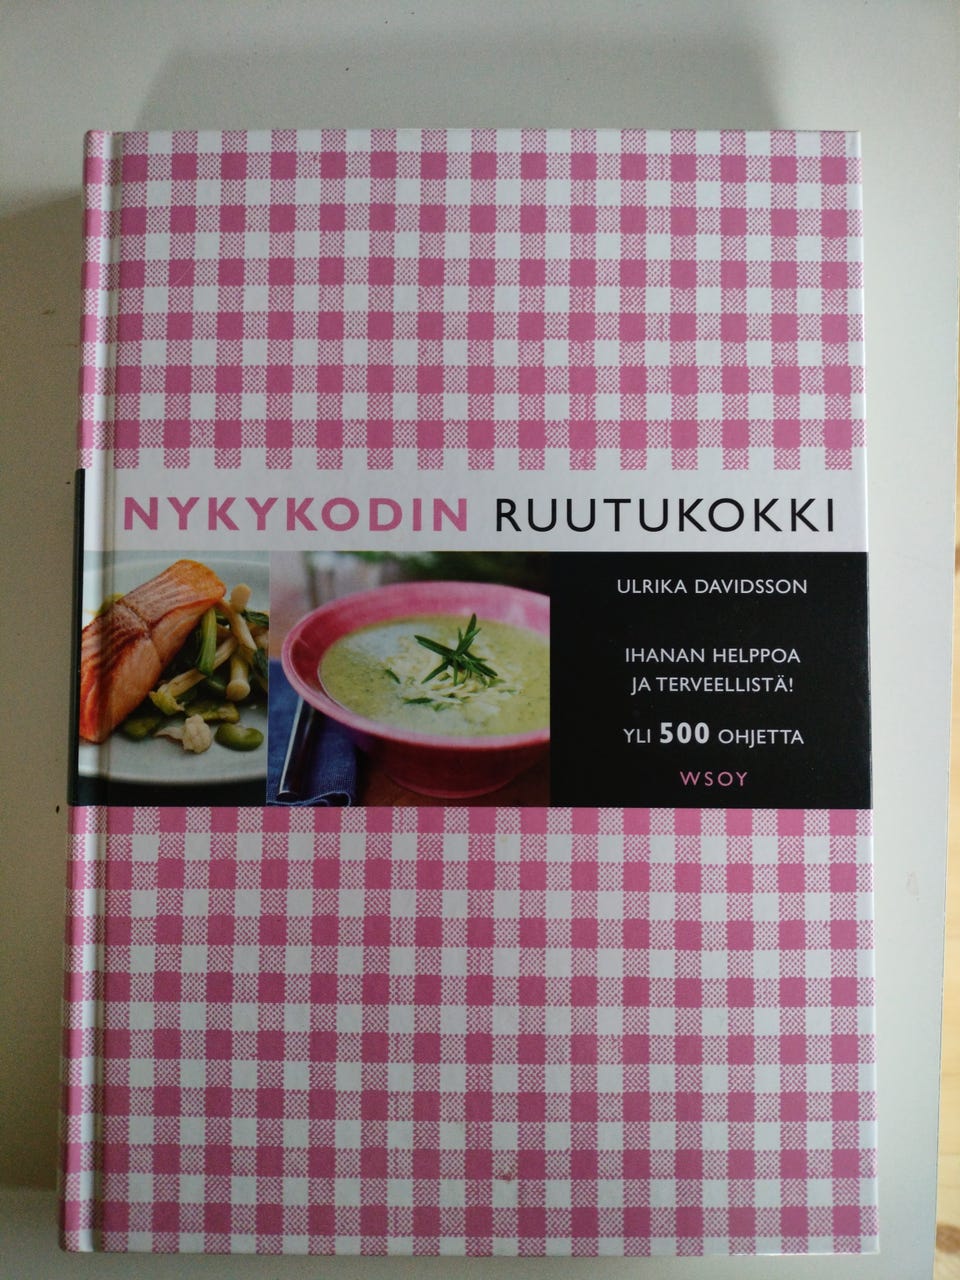 NYKYKODIN RUUTUKOKKI
ULRIKA DAVIDSSON
IHANAN HELPPOA
JA TERVEELLISTÄ!
YLI 500 OHJETTA
WSOY